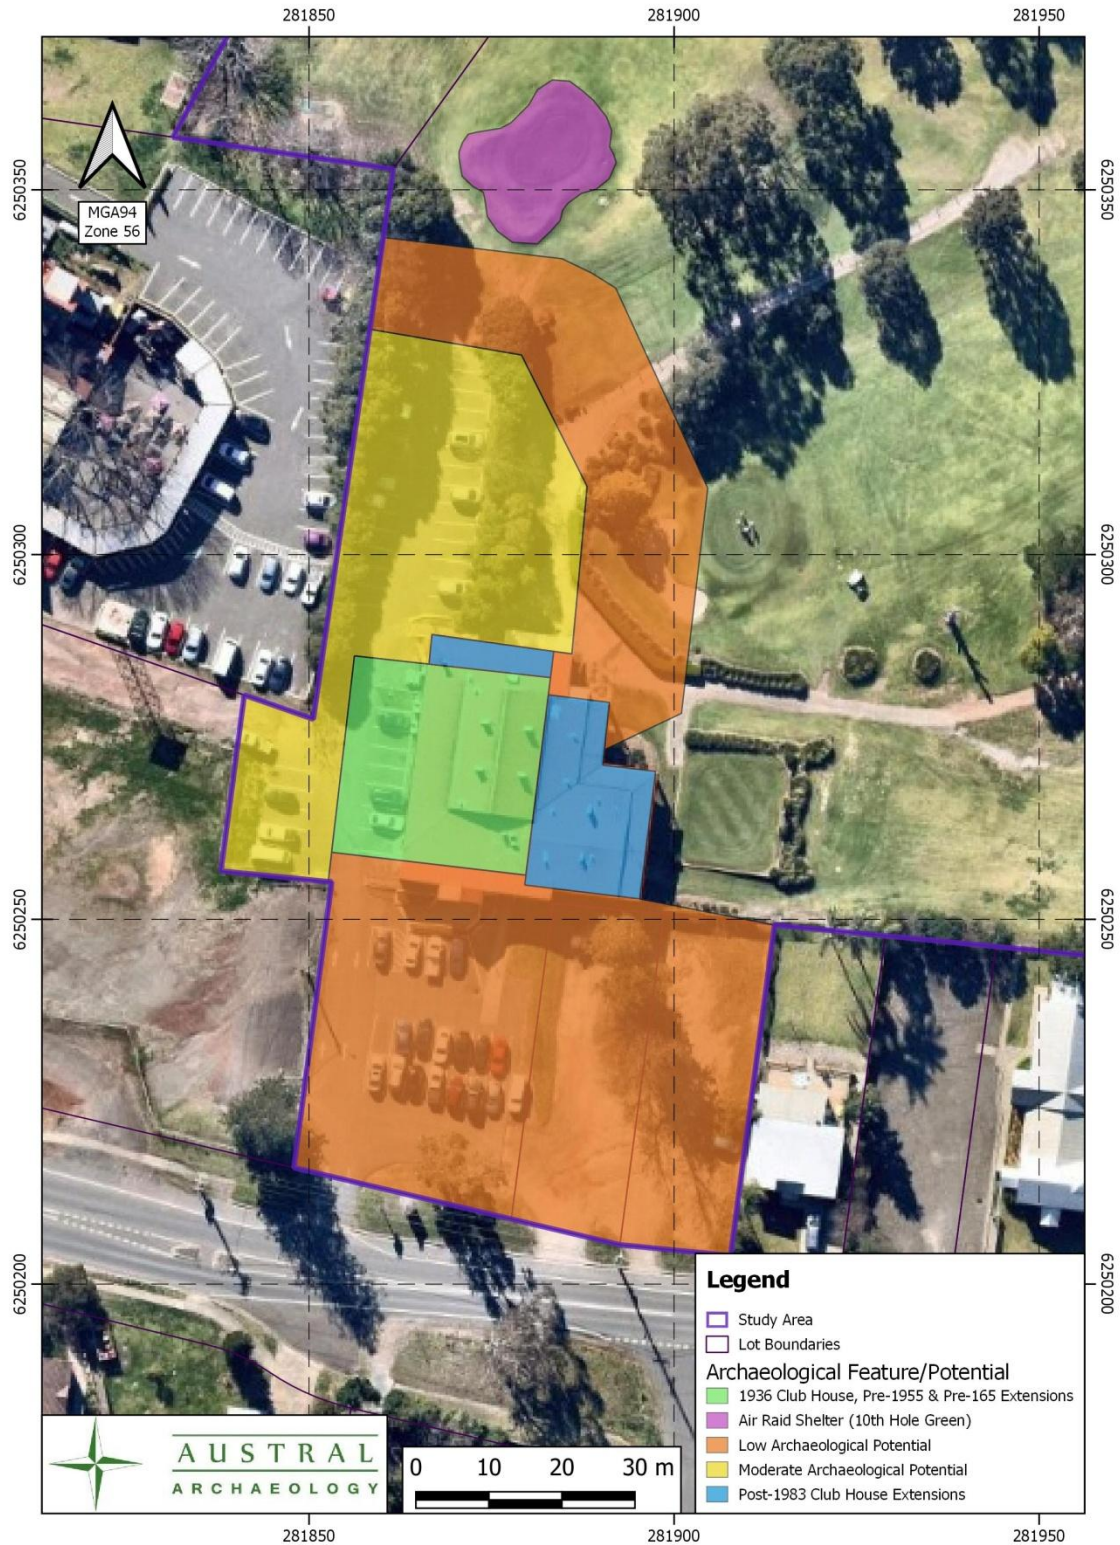 281850
281900
281950
6250350
6250350
MGA94
Zone 56
6250300
6250300
6250250
6250250
6250200
6250200
Legend
Study Area
Lot Boundaries
Archaeological Feature/Potential
1936 Club House, Pre-1955 & Pre-165 Extensions
Air Raid Shelter (10th Hole Green)
Low Archaeological Potential
Moderate Archaeological Potential
Post-1983 Club House Extensions
AUSTRAL
ARCHAEOLOGY
0 10 20 30 m
281850
281900
281950